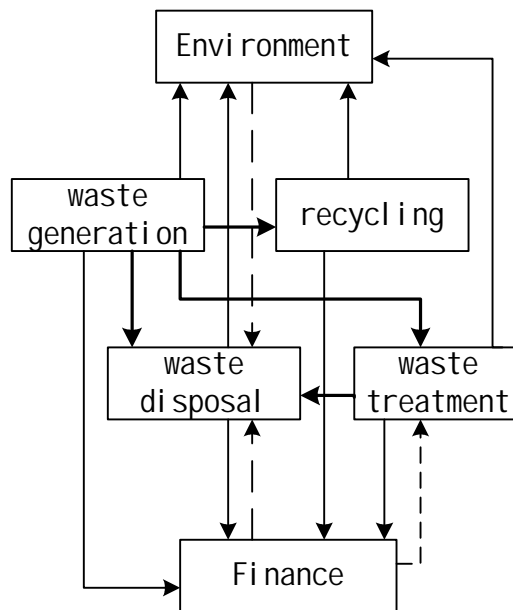 Environment
waste
generation
recycling
waste
disposal
waste
treatment
Finance